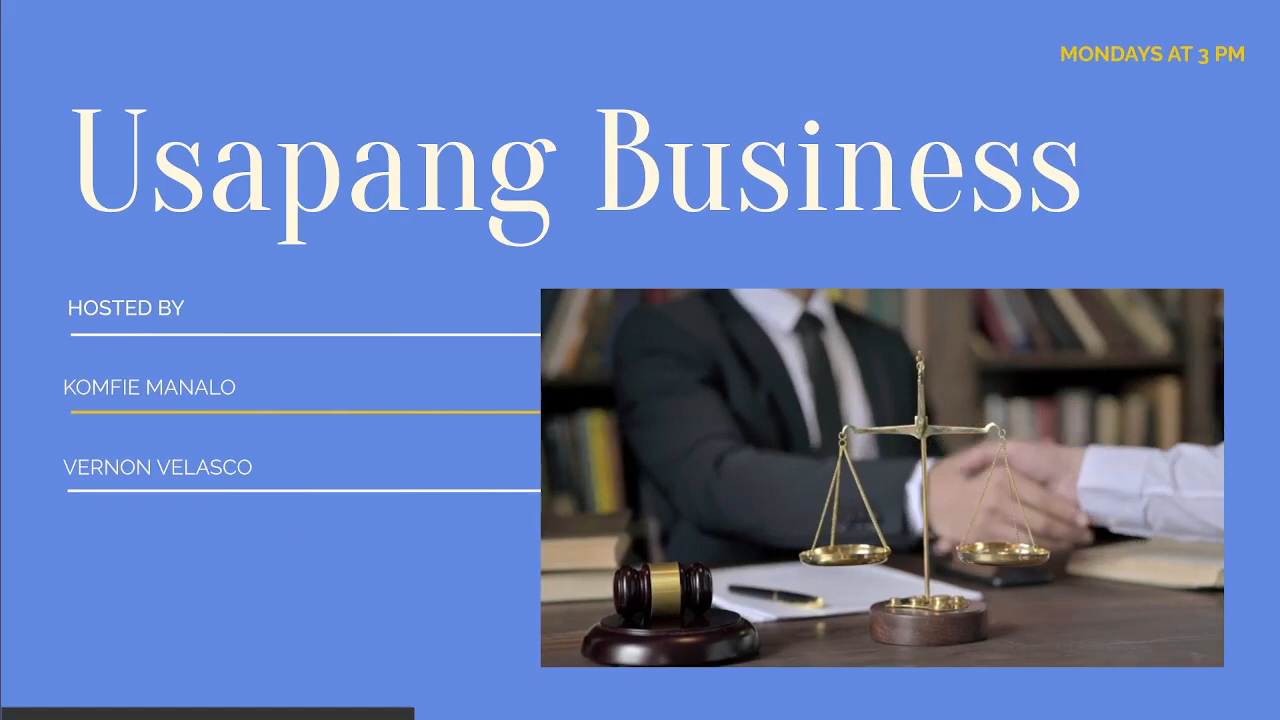 MONDAYS AT 3 PM
Usapang Business
HOSTED BY
KOMFIE MANALO
VERNON VELASCO